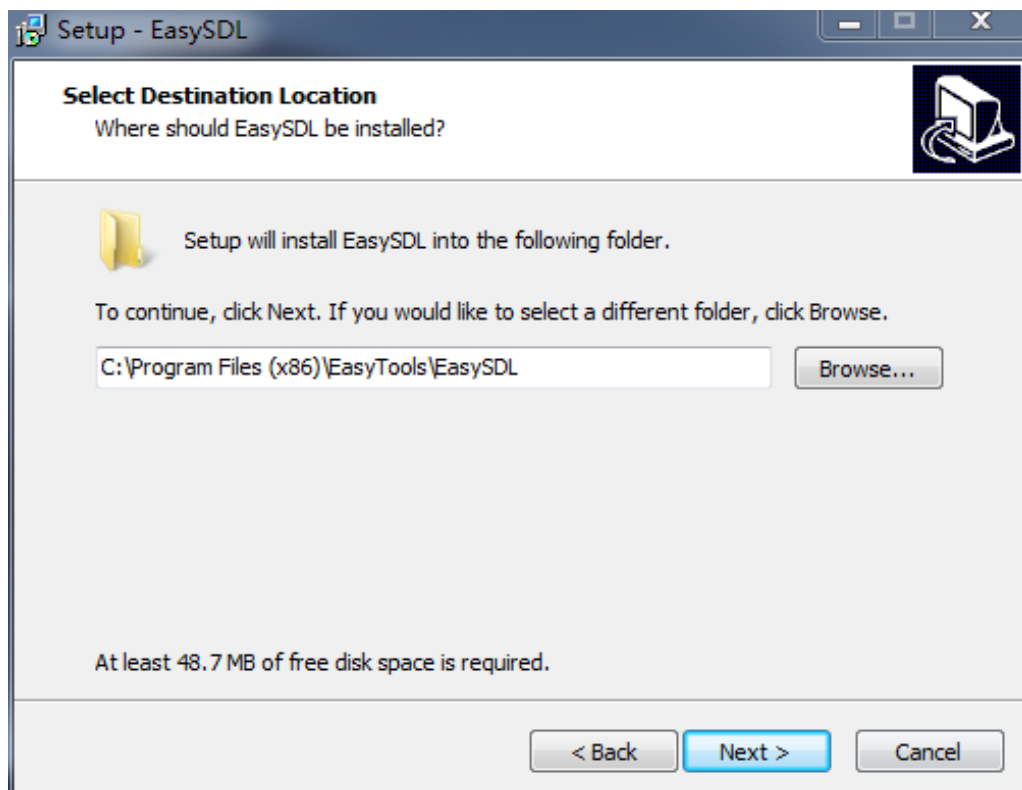 Setup - EasySDL
Select Destination Location
Where should EasySDL be installed?
Setup will install EasySDL into the following folder.
To continue, click Next. If you would like to select a different folder, click Browse.
C:\Program Files (x86)\EasyTools\EasySDL
Browse...
At least 48.7 MB of free disk space is required.
< Back
Next >
Cancel